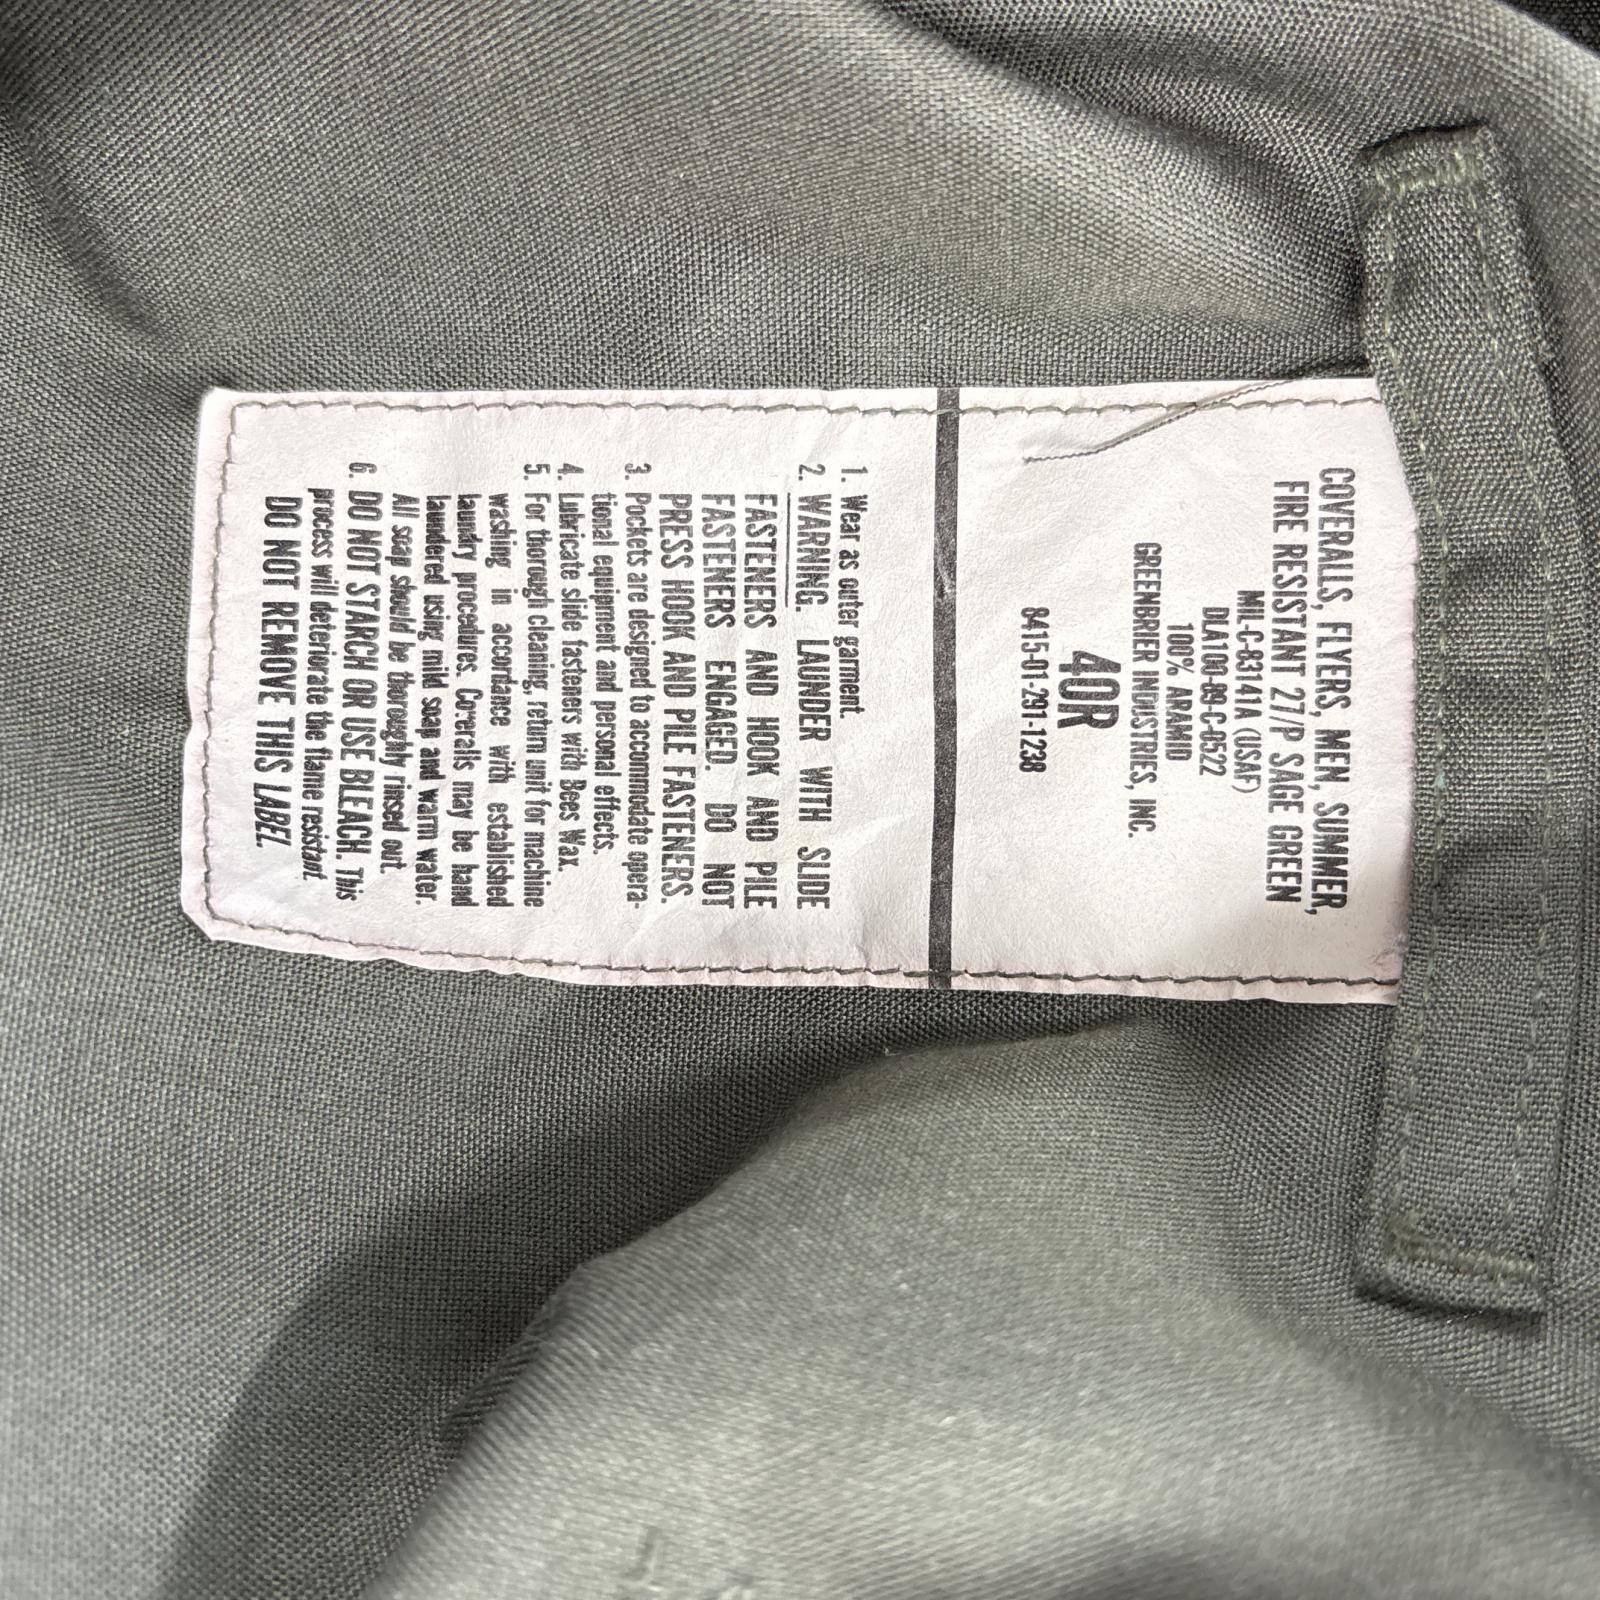 COVERALLS, FLYERS, MEN, SUMMER,
FIRE RESISTANT 27/P SAGE GREEN
MIL-C-83141A (USAF)
DLA100-89-C-0522
100% ARAMID
GREENBRIER INDUSTRIES, INC.
40R
8415-01-291-1238
1. Wear as outer garment.
2. WARNING. LAUNDER WITH SLIDE
FASTENERS AND HOOK AND PILE
FASTENERS ENGAGED. DO NOT
PRESS HOOK AND PILE FASTENERS.
3. Pockets are designed to accommodate opera-
tional equipment and personal effects.
4. Lubricate slide fasteners with Bees Wax.
5. For thorough cleaning, return unit for machine
washing in accordance with established
laundry procedures. Coveralls may be hand
laundered using mild soap and warm water.
All soap should be thoroughly rinsed out.
6. DO NOT STARCH OR USE BLEACH. This
process will deteriorate the flame resistant.
DO NOT REMOVE THIS LABEL